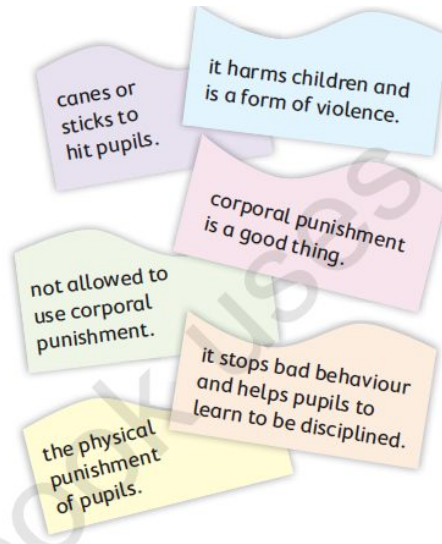 canes or
sticks to
hit pupils.
it harms children and
is a form of violence.
corporal punishment
is a good thing.
not allowed to
use corporal
punishment.
it stops bad behaviour
and helps pupils to
learn to be disciplined.
the physical
punishment
of pupils.
ook uses